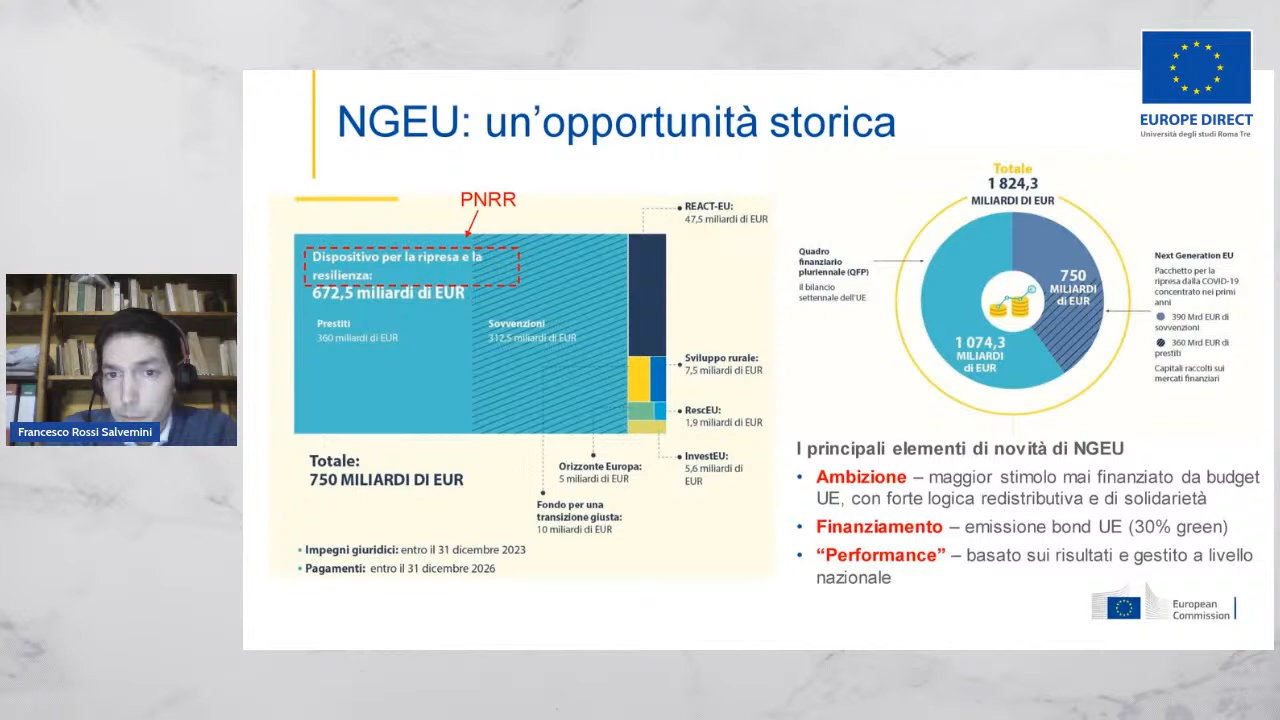 EUROPE DIRECT
Università degli studi Roma Tre
NGEU: un’opportunità storica
PNRR
Dispositivo per la ripresa e la
resilienza:
672,5 miliardi di EUR
Prestiti
360 miliardi di EUR
Sovvenzioni
312,5 miliardi di EUR
REACT-EU:
47,5 miliardi di EUR
Sviluppo rurale:
7,5 miliardi di EUR
RescEU:
1,9 miliardi di EUR
InvestEU:
5,6 miliardi di
EUR
Orizzonte Europa:
5 miliardi di EUR
Fondo per una
transizione giusta:
10 miliardi di EUR
Totale:
750 MILIARDI DI EUR
• Impegni giuridici: entro il 31 dicembre 2023
• Pagamenti: entro il 31 dicembre 2026
Totale
1 824,3
MILIARDI DI EUR
Quadro
finanziario
pluriennale (QFP)
il bilancio
settennale dell'UE
750
MILIARDI
di EUR
1 074,3
MILIARDI
di EUR
Next Generation EU
Pacchetto per la
ripresa dalla COVID-19
concentrato nei primi
anni
390 Mrd EUR di
sovvenzioni
360 Mrd EUR di
prestiti
Capitali raccolti sui
mercati finanziari
I principali elementi di novità di NGEU
• Ambizione – maggior stimolo mai finanziato da budget
UE, con forte logica redistributiva e di solidarietà
• Finanziamento – emissione bond UE (30% green)
• “Performance” – basato sui risultati e gestito a livello
nazionale
European
Commission
Francesco Rossi Salvemini